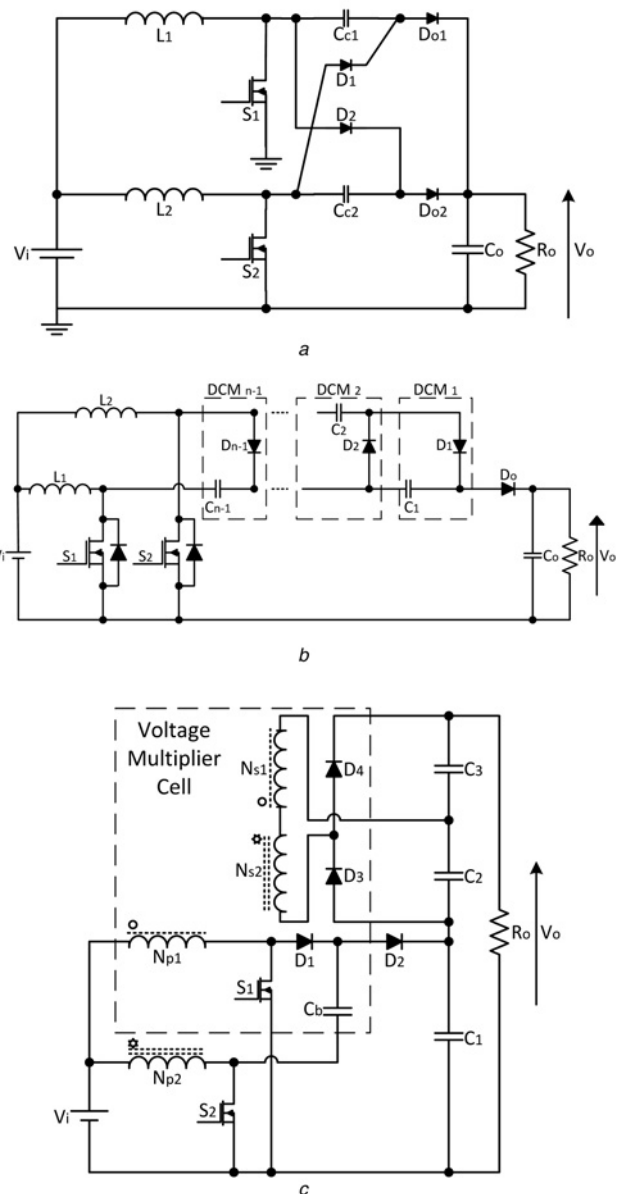 L1
Cc1
Do1
D1
S1
D2
L2
Cc2
Do2
Vi
S2
Co
Ro
Vo
a
L2
DCM n-1
DCM 2
DCM 1
C2
Dn-1
D2
D1
L1
Cn-1
C1
Do
S1
S2
Co
Ro
Vo
b
Voltage
Multiplier
Cell
Ns1
D4
C3
Ns2
D3
C2
Np1
D1
D2
Ro
Vo
S1
Cb
C1
Np2
Vi
S2
c